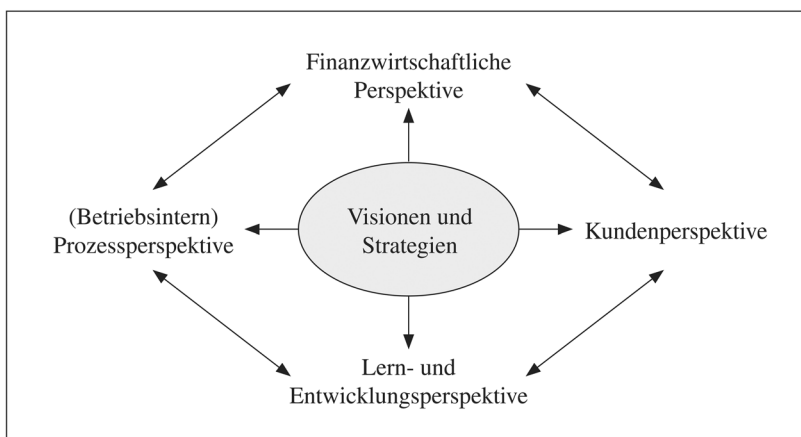 Finanzwirtschaftliche
Perspektive
(Betriebsintern)
Prozessperspektive
Visionen und
Strategien
Kundenperspektive
Lern- und
Entwicklungsperspektive